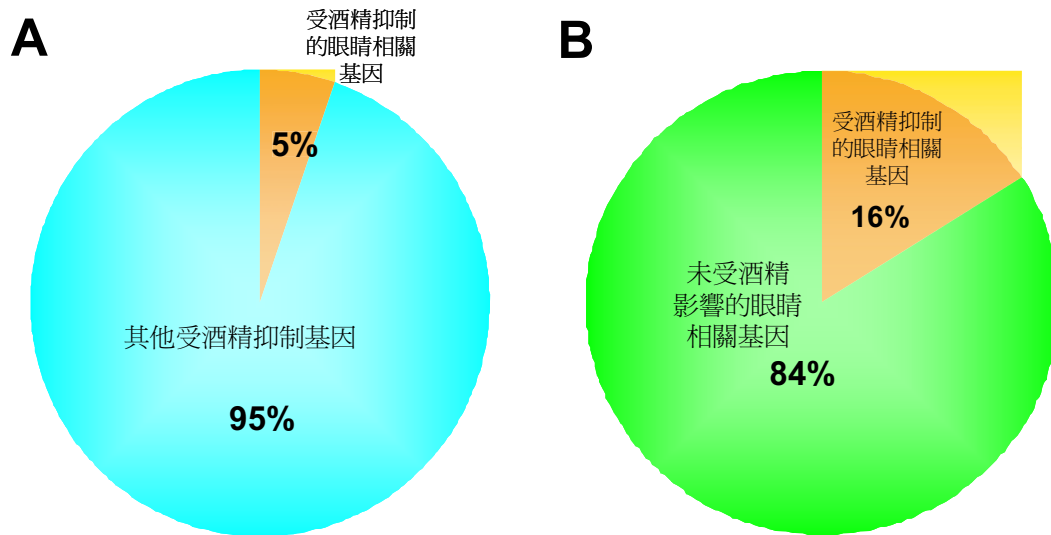 A
受酒精抑制
的眼睛相關
基因
5%
其他受酒精抑制基因
95%
B
受酒精抑制
的眼睛相關
基因
16%
未受酒精
影響的眼睛
相關基因
84%